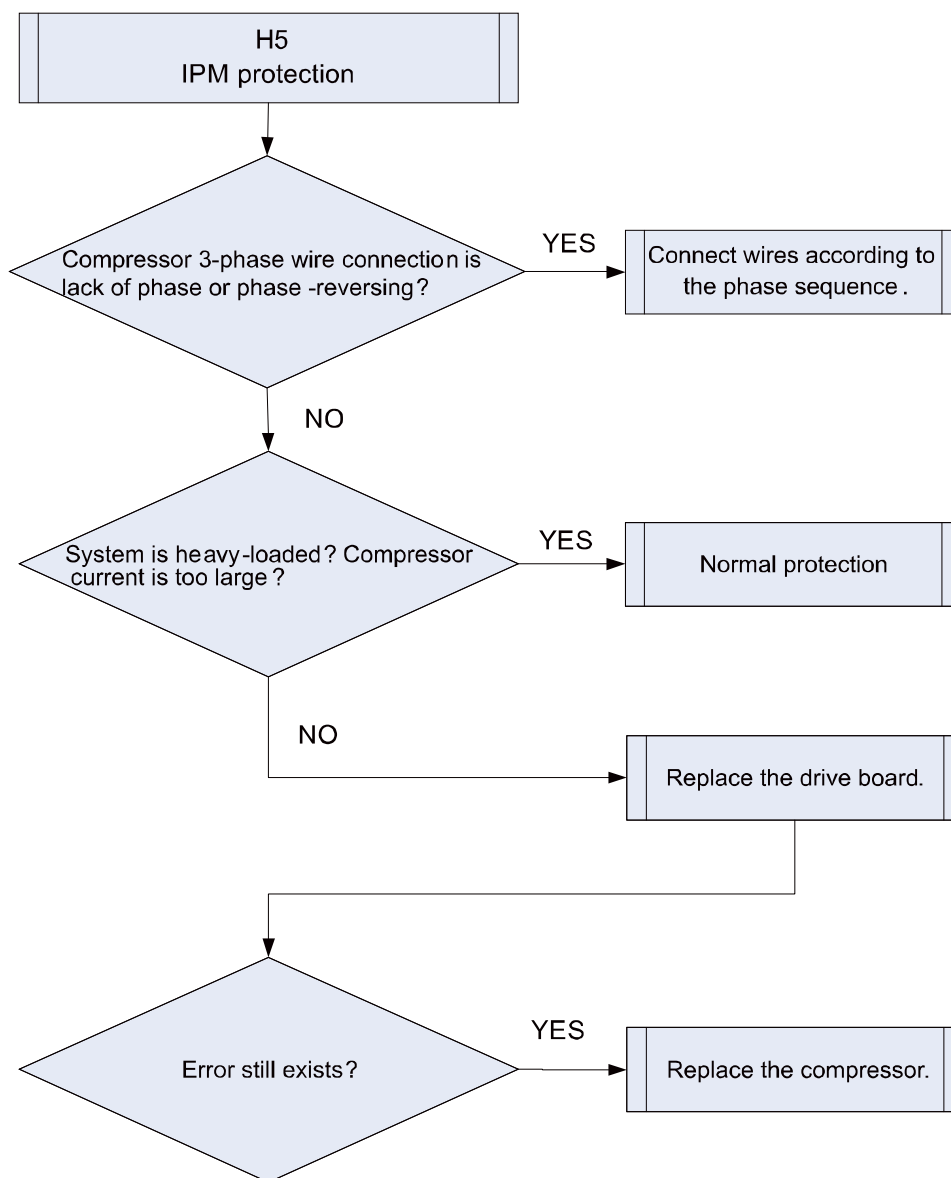 H5
IPM protection
Compressor 3-phase wire connection is
lack of phase or phase -reversing?
YES
Connect wires according to
the phase sequence.
NO
System is heavy-loaded? Compressor
current is too large?
YES
Normal protection
NO
Replace the drive board.
Error still exists?
YES
Replace the compressor.